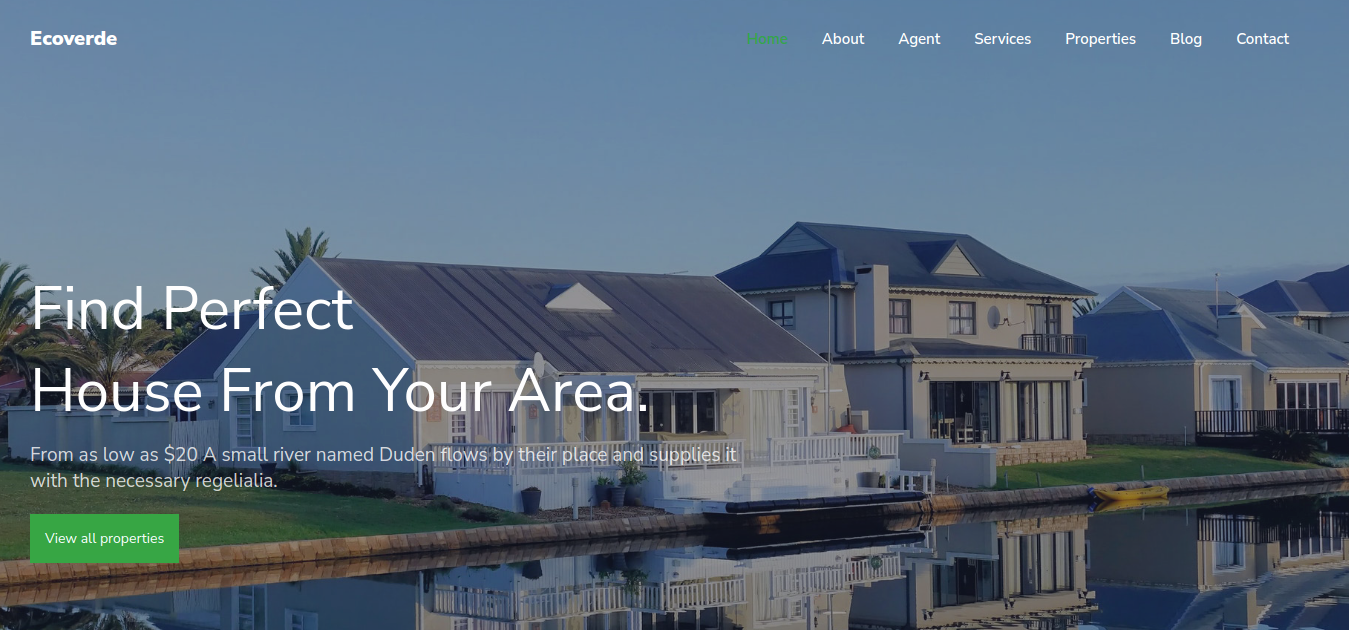 Ecoverde
Home About Agent Services Properties Blog Contact
Find Perfect
House From Your Area.
From as low as $20 A small river named Duden flows by their place and supplies it
with the necessary regelialia.
View all properties